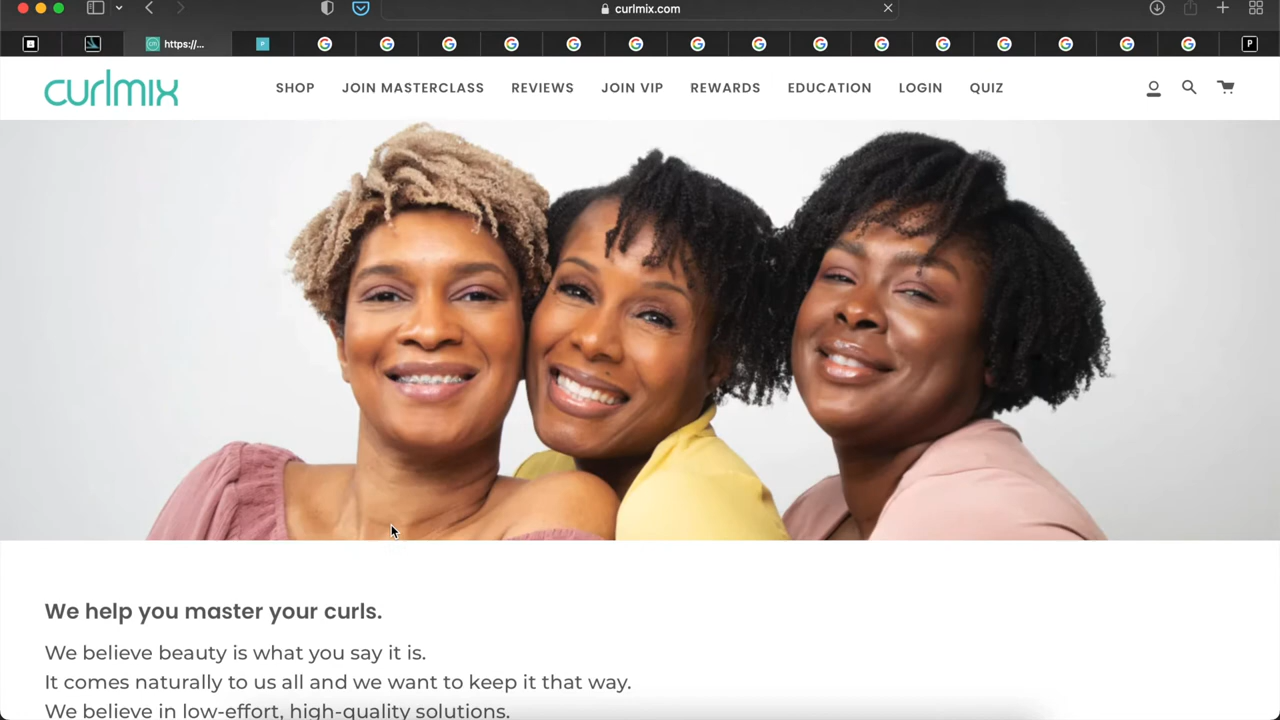 curlmix.com
https://...
P
P
curlmix
SHOP JOIN MASTERCLASS REVIEWS JOIN VIP REWARDS EDUCATION LOGIN QUIZ
We help you master your curls.
We believe beauty is what you say it is.
It comes naturally to us all and we want to keep it that way.
We believe in low-effort, high-quality solutions.